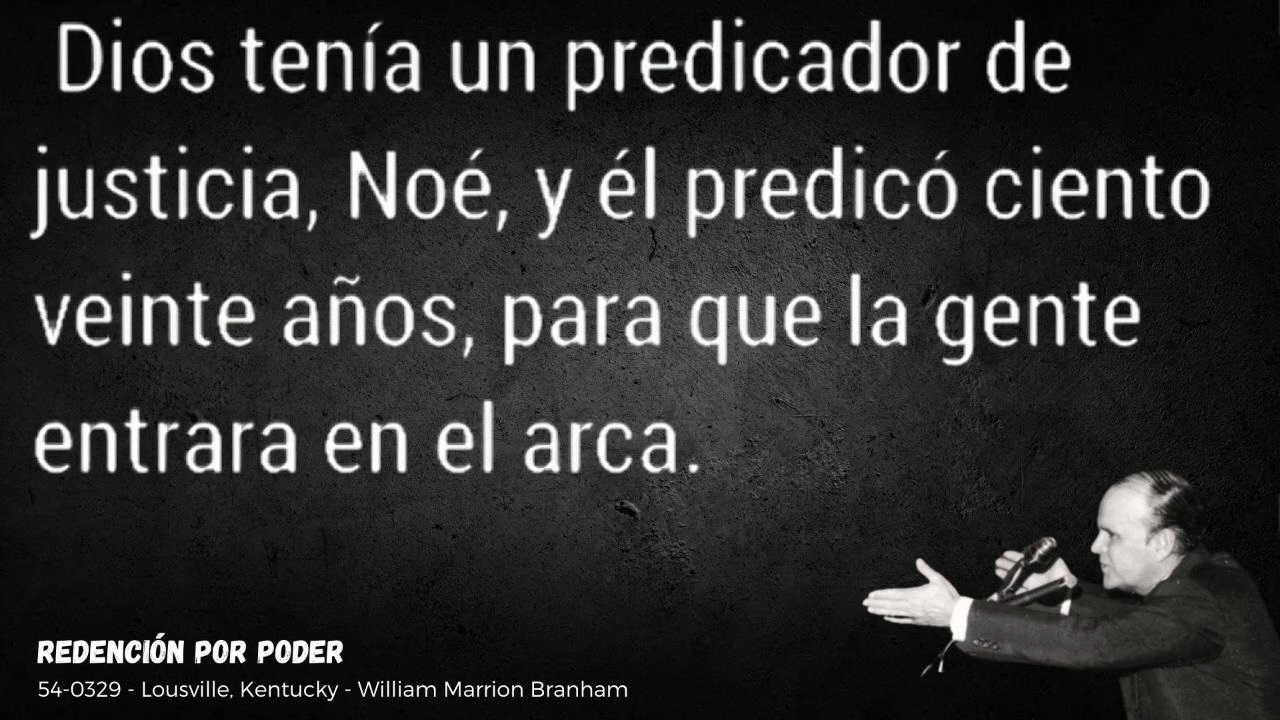 Dios tenía un predicador de
justicia, Noé, y él predicó ciento
veinte años, para que la gente
entrara en el arca.
REDENCIÓN POR PODER
54-0329 - Lousville, Kentucky - William Marrion Branham